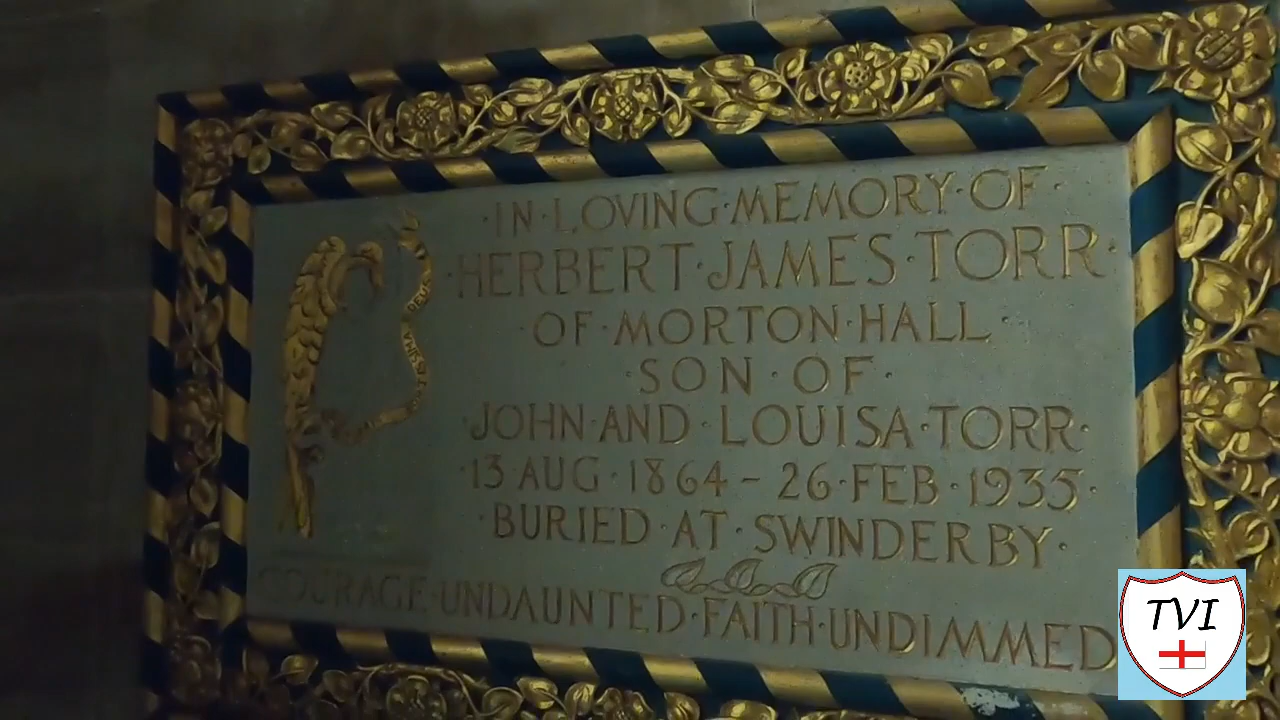 ·IN·LOVING·MEMORY·OF·
·HERBERT·JAMES·TORR·
·OF·MORTON·HALL·
·SON·OF·
·JOHN·AND·LOUISA·TORR·
·13·AUG·1864–26·FEB·1935·
·BURIED·AT·SWINDERBY·
COURAGE·UNDAUNTED·FAITH·UNDIMMED
TVI